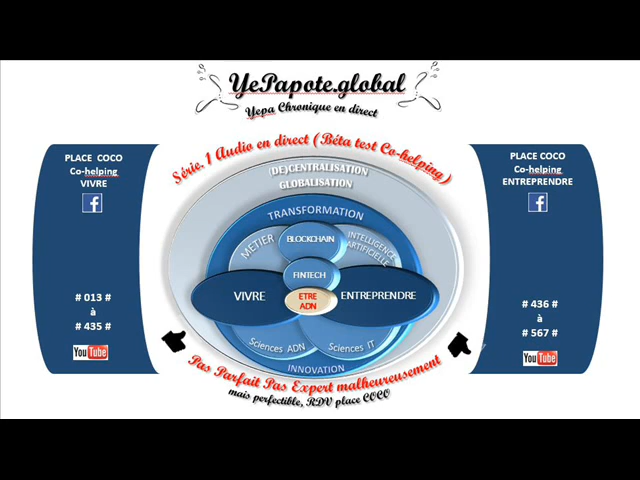 YePapote.global
Yepa Chronique en direct
Série, 1 Audio en direct (Béta test Co-helping)
PLACE COCO
Co-helping
VIVRE
f
# 013 #
à
# 435 #
YouTube
(DE)CENTRALISATION
GLOBALISATION
TRANSFORMATION
METIER
BLOCKCHAIN
INTELLIGENCE
ARTIFICIELLE
FINTECH
VIVRE
ETRE
ADN
ENTREPRENDRE
Sciences ADN
Sciences IT
INNOVATION
PLACE COCO
Co-helping
ENTREPRENDRE
f
# 436 #
à
# 567 #
YouTube
Pas Parfait Pas Expert malheureusement
mais perfectible, RDV place COCO